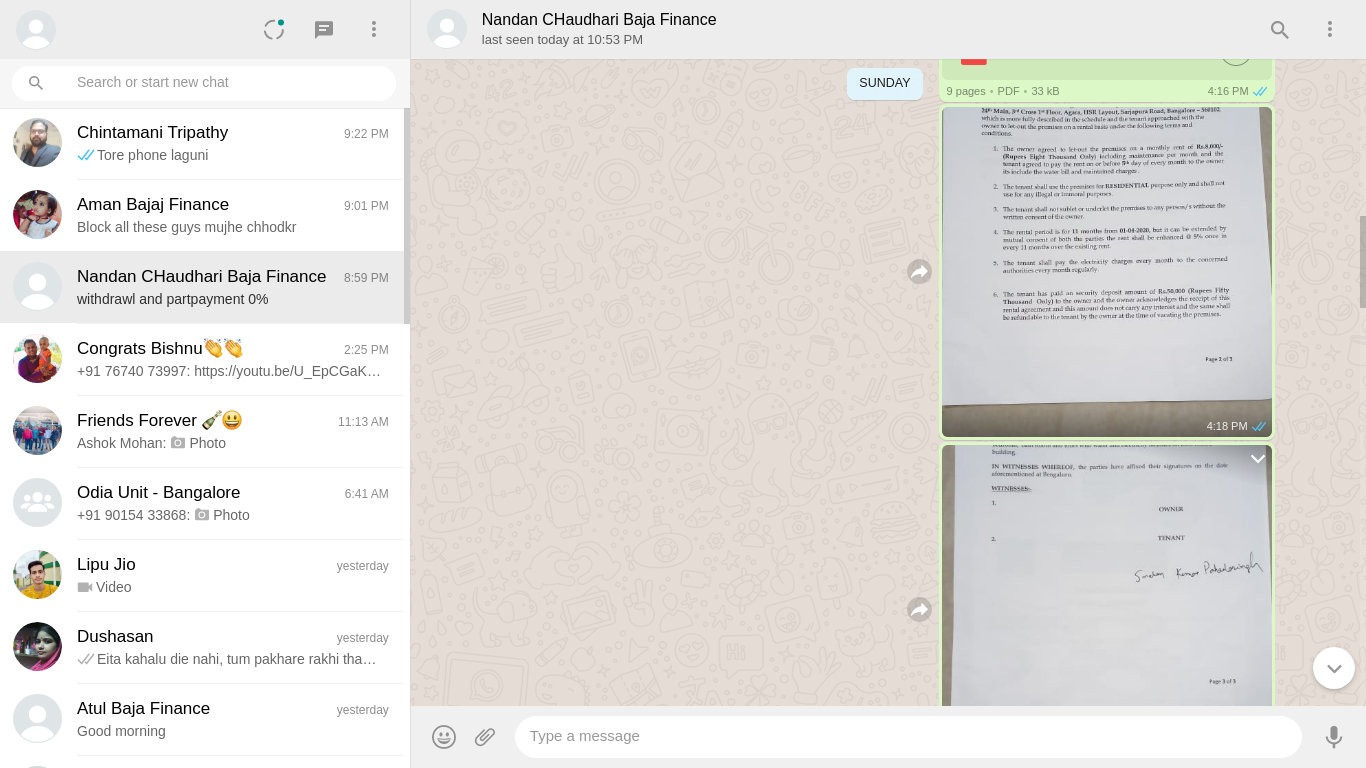 Search or start new chat
Chintamani Tripathy
9:22 PM
Tore phone laguni
Aman Bajaj Finance
9:01 PM
Block all these guys mujhe chhodkr
Nandan CHaudhari Baja Finance
8:59 PM
withdrawl and partpayment 0%
Congrats Bishnu👏👏
2:25 PM
+91 76740 73997: https://youtu.be/U_EpCGaK…
Friends Forever 🍾😃
11:13 AM
Ashok Mohan: Photo
Odia Unit - Bangalore
6:41 AM
+91 90154 33868: Photo
Lipu Jio
yesterday
Video
Dushasan
yesterday
Eita kahalu die nahi, tum pakhare rakhi tha…
Atul Baja Finance
yesterday
Good morning
Nandan CHaudhari Baja Finance
last seen today at 10:53 PM
SUNDAY
9 pages • PDF • 33 kB
4:16 PM
24th Main, 3rd Cross 1st Floor, Agara, HSR Layout, Sarjapura Road, Bangalore – 560102,
which is more fully described in the schedule and the tenant approached with the
owner to let-out the premises on a rental basis under the following terms and
conditions.
1. The owner agreed to let-out the premises on a monthly rent of Rs.8,000/-
(Rupees Eight Thousand Only) including maintenance per month and the
tenant agreed to pay the rent on or before 5th day of every month to the owner
its include the water bill and maintained charges.
2. The tenant shall use the premises for RESIDENTIAL purpose only and shall not
use for any illegal or immoral purposes.
3. The tenant shall not sublet or underlet the premises to any person/s without the
written consent of the owner.
4. The rental period is for 11 months from 01-04-2020, but it can be extended by
mutual consent of both the parties the rent shall be enhanced @ 5% once in
every 11 months over the existing rent.
5. The tenant shall pay the electricity charges every month to the concerned
authorities every month regularly.
6. The tenant has paid an security deposit amount of Rs.50,000 (Rupees Fifty
Thousand Only) to the owner and the owner acknowledges the receipt of this
rental agreement and this amount does not carry any interest and the same shall
be refundable to the tenant by the owner at the time of vacating the premises.
Page 2 of 3
4:18 PM
building.
IN WITNESSES WHEREOF, the parties have affixed their signatures on the date
aforementioned at Bengaluru.
WITNESSES:-
1.
OWNER
2.
TENANT
Kumar
Page 3 of 3
Type a message